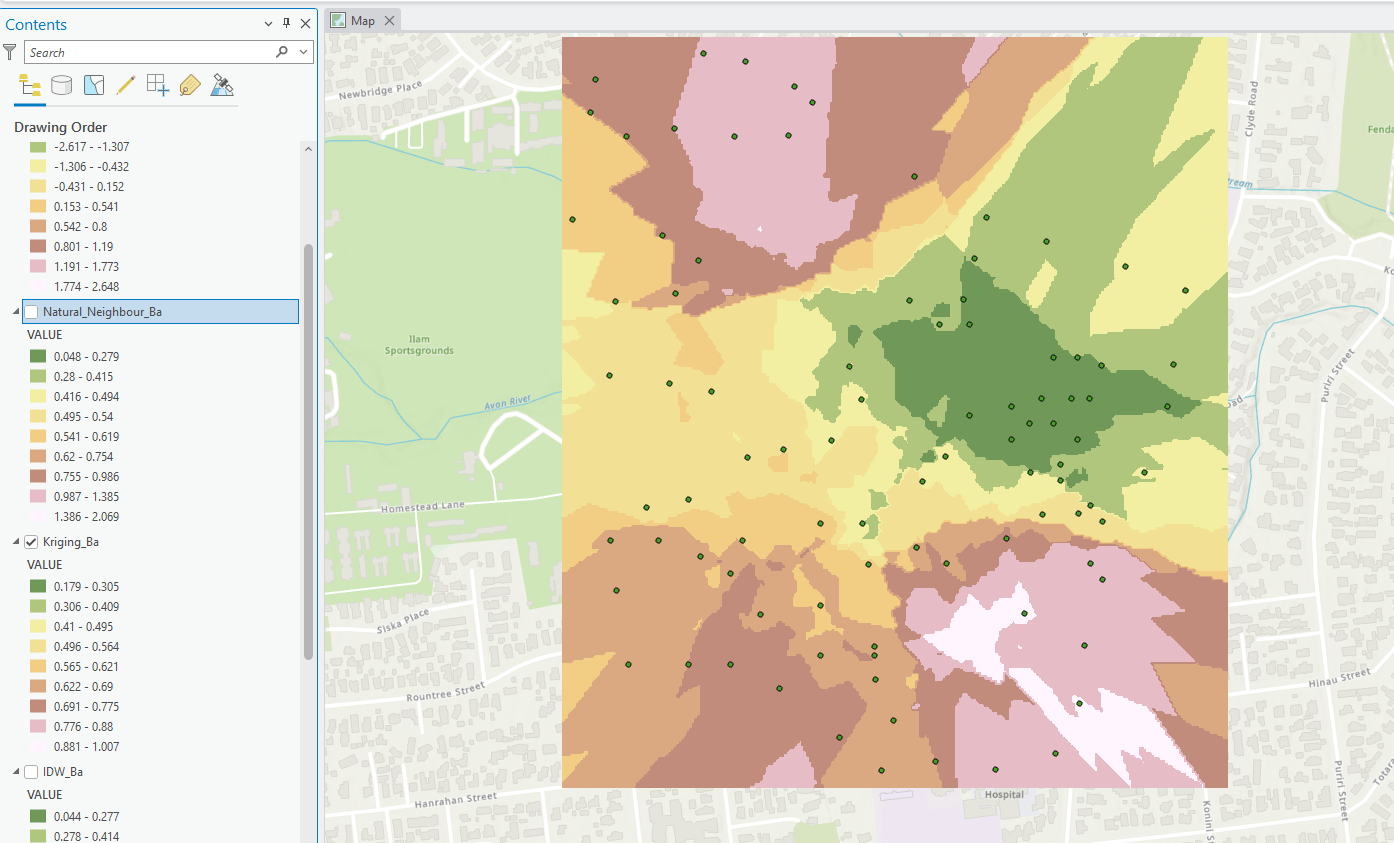 Contents
Search
Drawing Order
-2.617 - -1.307
-1.306 - -0.432
-0.431 - 0.152
0.153 - 0.541
0.542 - 0.8
0.801 - 1.19
1.191 - 1.773
1.774 - 2.648
Natural_Neighbour_Ba
VALUE
0.048 - 0.279
0.28 - 0.415
0.416 - 0.494
0.495 - 0.54
0.541 - 0.619
0.62 - 0.754
0.755 - 0.986
0.987 - 1.385
1.386 - 2.069
Kriging_Ba
VALUE
0.179 - 0.305
0.306 - 0.409
0.41 - 0.495
0.496 - 0.564
0.565 - 0.621
0.622 - 0.69
0.691 - 0.775
0.776 - 0.88
0.881 - 1.007
IDW_Ba
VALUE
0.044 - 0.277
0.278 - 0.414
Map
Newbridge Place
Clyde Road
Fenda
ream
Ilam
Sportsgrounds
Avon River
Puriri Street
oad
Homestead Lane
Siska Place
Rountree Street
Hinau Street
Hanrahan Street
Hospital
Puriri Street
Totara
Konini S